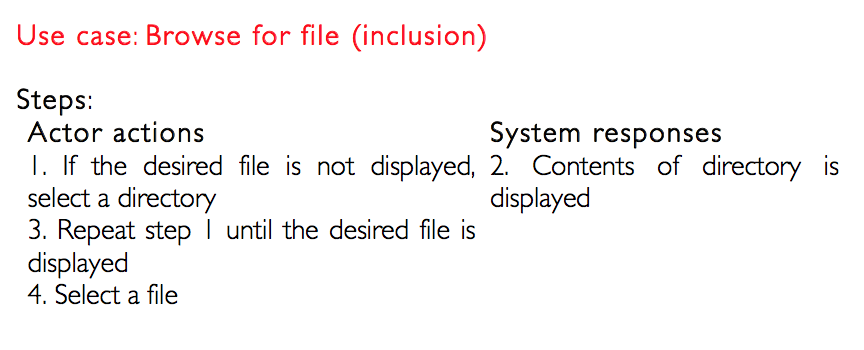 Use case: Browse for file (inclusion)
Steps:
Actor actions
1. If the desired file is not displayed,
select a directory
3. Repeat step 1 until the desired file is
displayed
4. Select a file
System responses
2. Contents of directory is
displayed